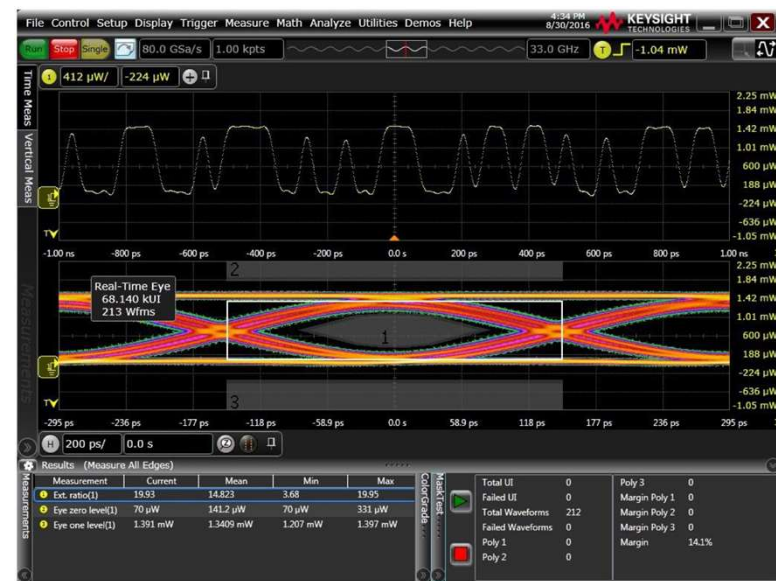 File Control Setup Display Trigger Measure Math Analyze Utilities Demos Help
4:34 PM
8/30/2016
KEYSIGHT
TECHNOLOGIES
Run Stop Single 80.0 GSa/s 1.00 kpts 33.0 GHz T -1.04 mW
1 412 µW/ -224 µW
Time Meas
Vertical Meas
Measurements
2.25 mW
1.84 mW
1.42 mW
1.01 mW
600 µW
188 µW
-224 µW
-636 µW
-1.05 mW
T
-1.00 ns -800 ps -600 ps -400 ps -200 ps 0.0 s 200 ps 400 ps 600 ps 800 ps 1.00 ns
Real-Time Eye
68.140 kUI
213 Wfms
2
1
3
2.25 mW
1.84 mW
1.42 mW
1.01 mW
600 µW
188 µW
-224 µW
-636 µW
-1.05 mW
T
-295 ps -236 ps -177 ps -118 ps -58.9 ps 0.0 s 58.9 ps 118 ps 177 ps 236 ps 295 ps
H 200 ps/ 0.0 s
Results (Measure All Edges)
Measurements
Measurement Current Mean Min Max
Ext. ratio(1) 19.93 14.823 3.68 19.95
Eye zero level(1) 70 µW 141.2 µW 70 µW 331 µW
Eye one level(1) 1.391 mW 1.3409 mW 1.207 mW 1.397 mW
ColorGrade
MaskTest
Total UI 0
Failed UI 0
Total Waveforms 212
Failed Waveforms 0
Poly 1 0
Poly 2 0
Poly 3 0
Margin Poly 1 0
Margin Poly 2 0
Margin Poly 3 0
Margin 14.1%